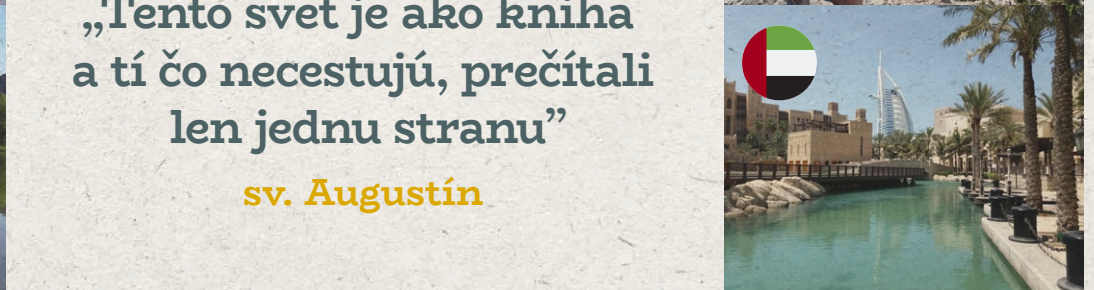 „Tento svet je ako kniha
a tí čo necestujú, prečítali
len jednu stranu”
sv. Augustín